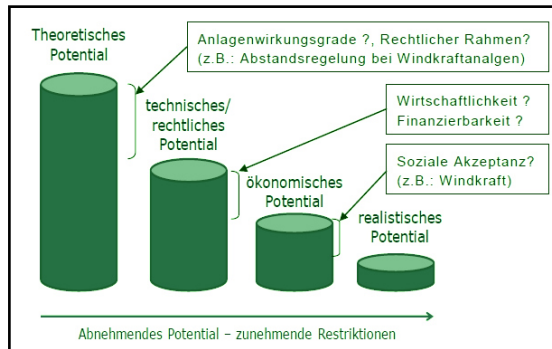 Theoretisches
Potential
Anlagenwirkungsgrade ?, Rechtlicher Rahmen?
(z.B.: Abstandsregelung bei Windkraftanalgen)
technisches/
rechtliches
Potential
Wirtschaftlichkeit ?
Finanzierbarkeit ?
ökonomisches
Potential
Soziale Akzeptanz?
(z.B.: Windkraft)
realistisches
Potential
Abnehmendes Potential – zunehmende Restriktionen